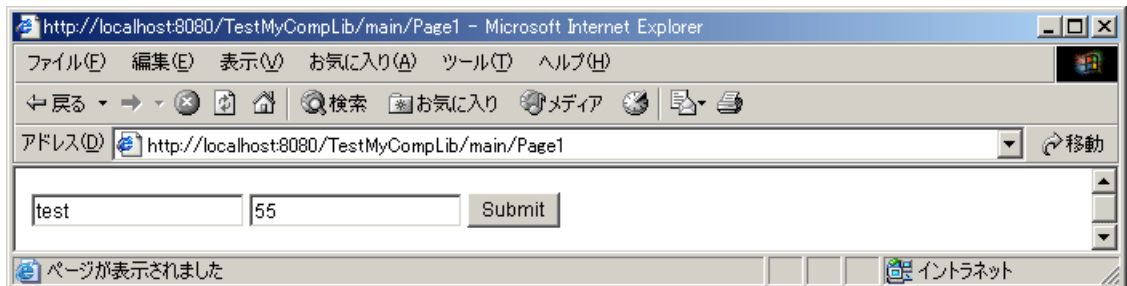 http://localhost:8080/TestMyCompLib/main/Page1 - Microsoft Internet Explorer
ファイル(F) 編集(E) 表示(V) お気に入り(A) ツール(T) ヘルプ(H)
戻る 検索 お気に入り メディア
アドレス(D) http://localhost:8080/TestMyCompLib/main/Page1 移動
test 55 Submit
ページが表示されました イントラネット